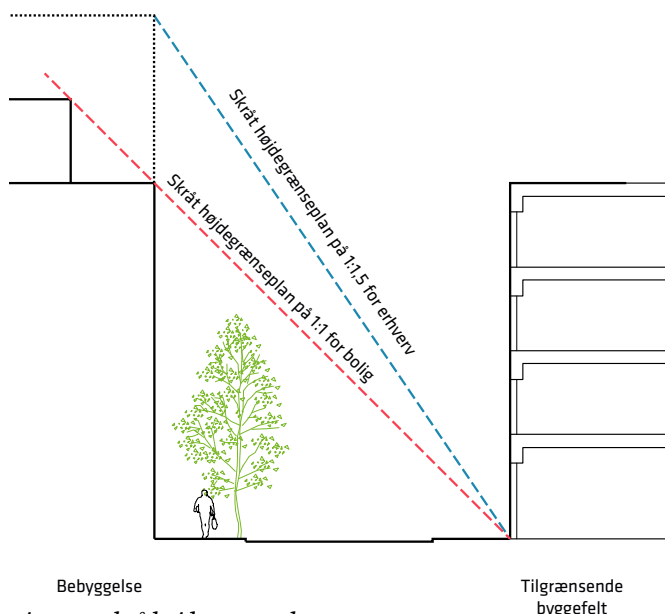 Skråt højdegrænseplan på 1:1,5 for erhverv
Skråt højdegrænseplan på 1:1 for bolig
Bebyggelse
Tilgrænsende
byggefelt